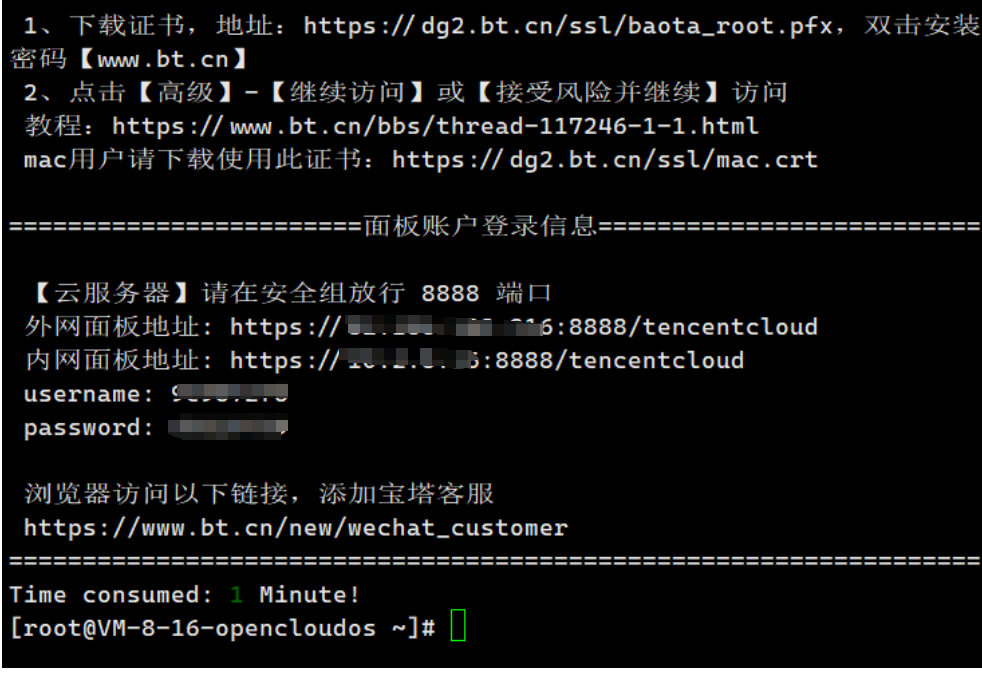 1、下载证书，地址：https://dg2.bt.cn/ssl/baota_root.pfx，双击安装
密码【www.bt.cn】
2、点击【高级】-【继续访问】或【接受风险并继续】访问
教程：https://www.bt.cn/bbs/thread-117246-1-1.html
mac用户请下载使用此证书：https://dg2.bt.cn/ssl/mac.crt
========================面板账户登录信息==========================
【云服务器】请在安全组放行 8888 端口
外网面板地址: https://:8888/tencentcloud
内网面板地址: https://:8888/tencentcloud
username:
password:
浏览器访问以下链接，添加宝塔客服
https://www.bt.cn/new/wechat_customer
==================================================================
Time consumed: 1 Minute!
[root@VM-8-16-opencloudos ~]#